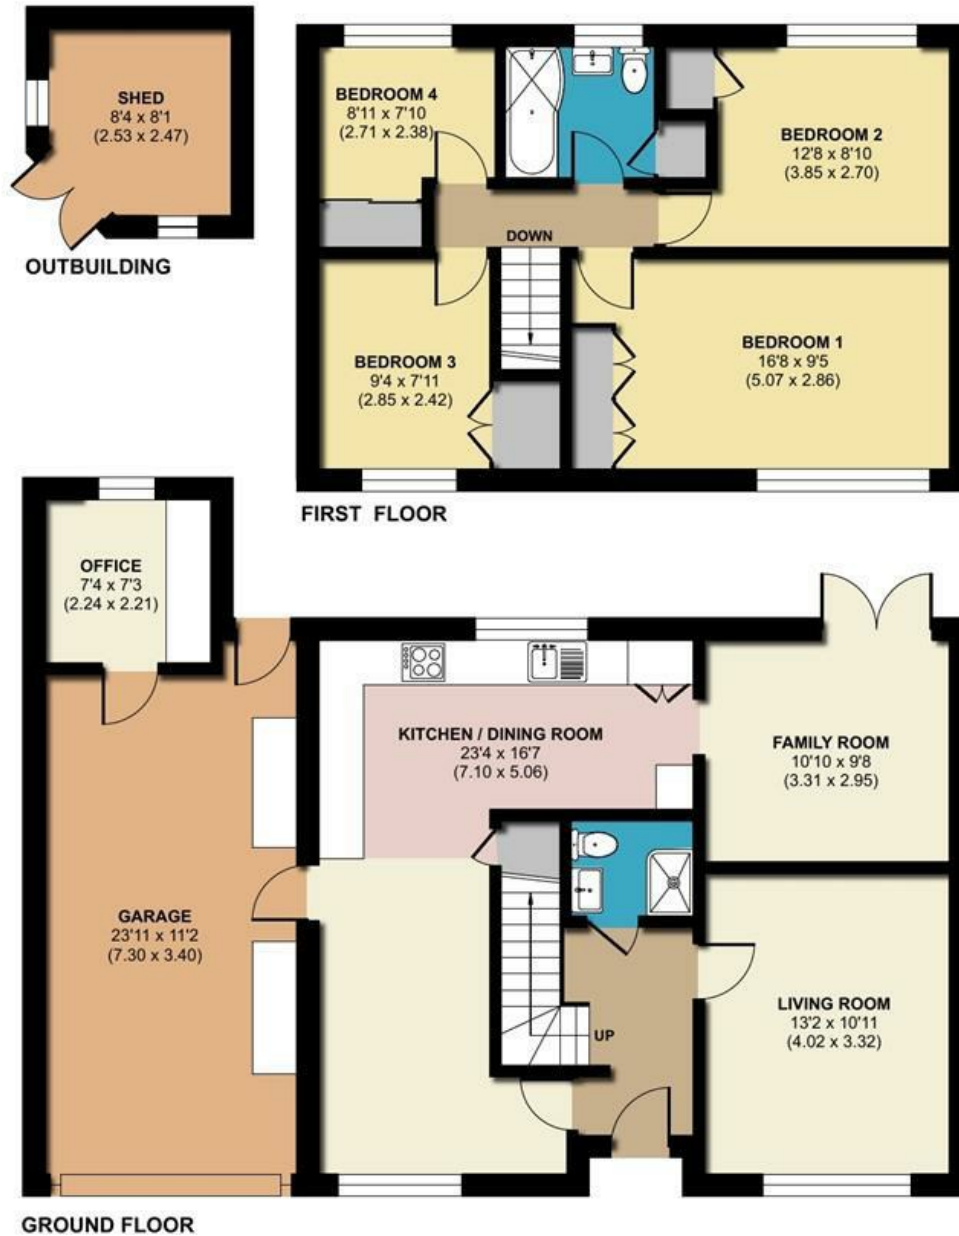 SHED
8'4 x 8'1
(2.53 x 2.47)
OUTBUILDING
BEDROOM 4
8'11 x 7'10
(2.71 x 2.38)
BEDROOM 2
12'8 x 8'10
(3.85 x 2.70)
DOWN
BEDROOM 3
9'4 x 7'11
(2.85 x 2.42)
BEDROOM 1
16'8 x 9'5
(5.07 x 2.86)
FIRST FLOOR
OFFICE
7'4 x 7'3
(2.24 x 2.21)
KITCHEN / DINING ROOM
23'4 x 16'7
(7.10 x 5.06)
FAMILY ROOM
10'10 x 9'8
(3.31 x 2.95)
GARAGE
23'11 x 11'2
(7.30 x 3.40)
UP
LIVING ROOM
13'2 x 10'11
(4.02 x 3.32)
GROUND FLOOR